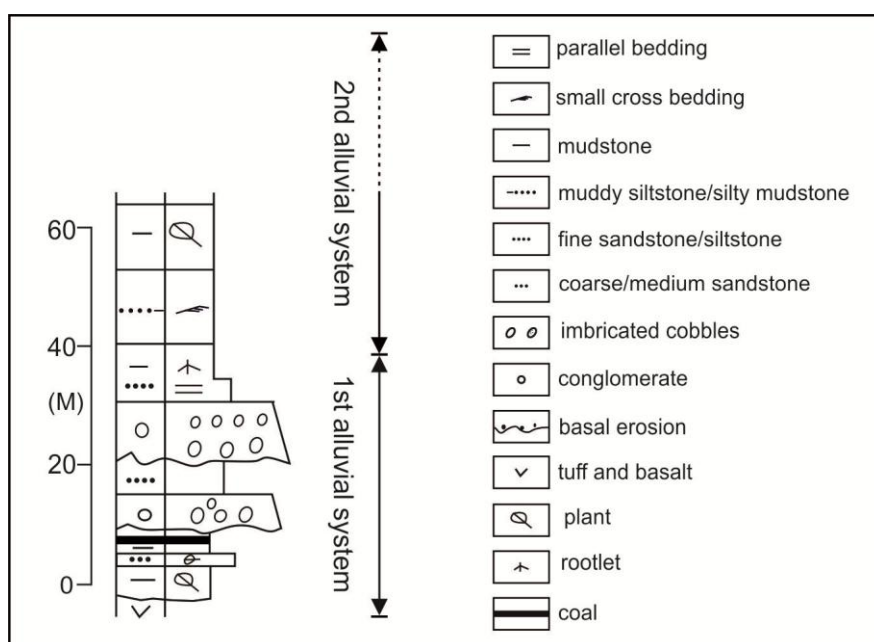 60
40
(M)
20
0
2nd alluvial system
1st alluvial system
parallel bedding
small cross bedding
mudstone
muddy siltstone/silty mudstone
fine sandstone/siltstone
coarse/medium sandstone
imbricated cobbles
conglomerate
basal erosion
tuff and basalt
plant
rootlet
coal